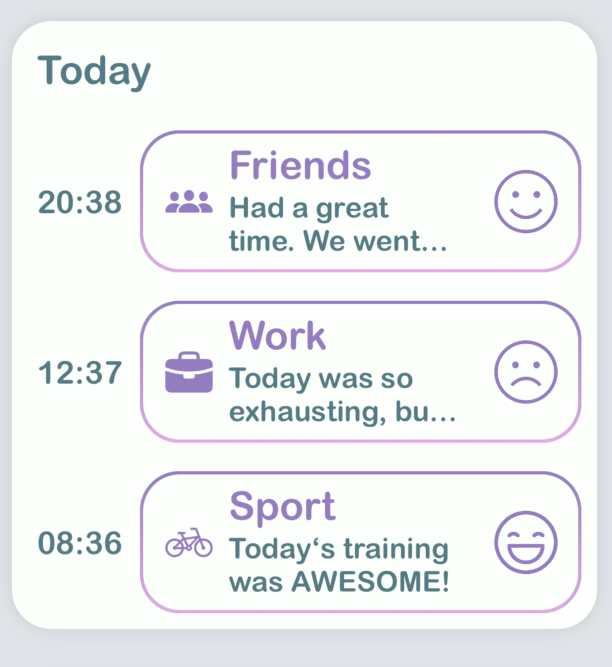 Today
20:38
Friends
Had a great
time. We went...
12:37
Work
Today was so
exhausting, bu...
08:36
Sport
Today‘s training
was AWESOME!